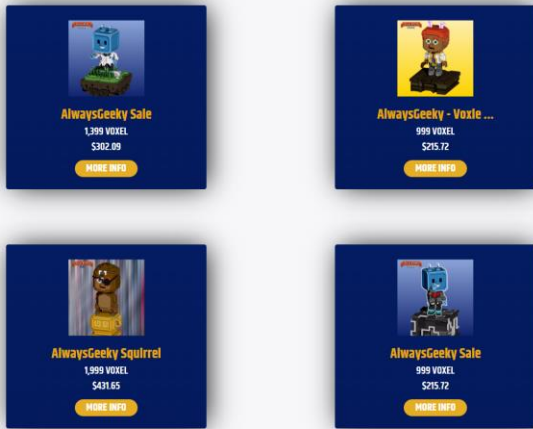 AlwaysGeeky Sale
1,399 VOXEL
$302.09
MORE INFO
AlwaysGeeky - Voxle ...
999 VOXEL
$215.72
MORE INFO
AlwaysGeeky Squirrel
1,999 VOXEL
$431.65
MORE INFO
AlwaysGeeky Sale
999 VOXEL
$215.72
MORE INFO